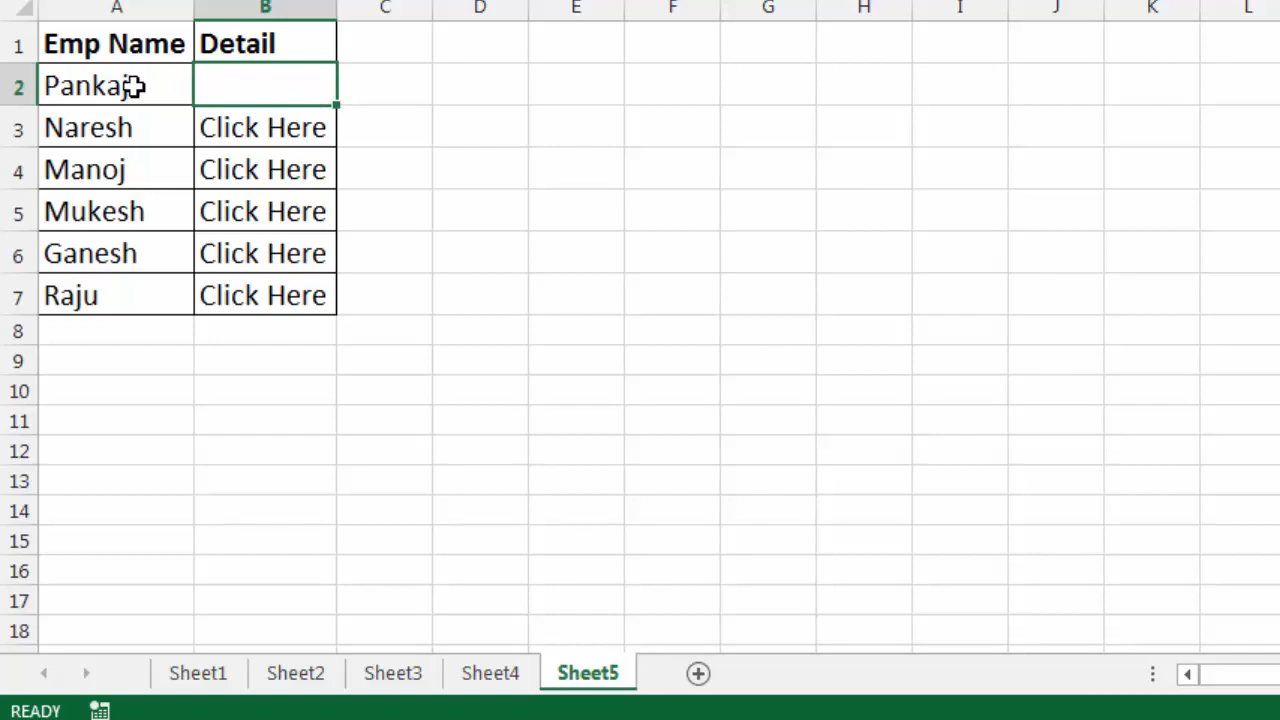 A B C D E F G H I J K L
1 Emp Name Detail
2 Pankaj
3 Naresh Click Here
4 Manoj Click Here
5 Mukesh Click Here
6 Ganesh Click Here
7 Raju Click Here
8
9
10
11
12
13
14
15
16
17
18
Sheet1 Sheet2 Sheet3 Sheet4 Sheet5
READY